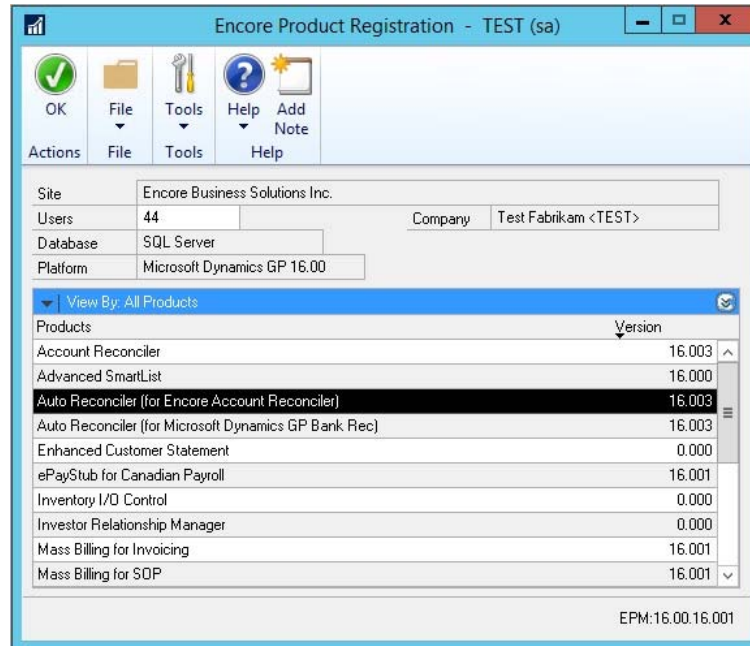 Encore Product Registration - TEST (sa)
OK
File
Tools
Help
Add Note
Actions
File
Tools
Help
Site Encore Business Solutions Inc.
Users 44 Company Test Fabrikam <TEST>
Database SQL Server
Platform Microsoft Dynamics GP 16.00
View By: All Products
Products Version
Account Reconciler 16.003
Advanced SmartList 16.000
Auto Reconciler (for Encore Account Reconciler) 16.003
Auto Reconciler (for Microsoft Dynamics GP Bank Rec) 16.003
Enhanced Customer Statement 0.000
ePayStub for Canadian Payroll 16.001
Inventory I/O Control 0.000
Investor Relationship Manager 0.000
Mass Billing for Invoicing 16.001
Mass Billing for SOP 16.001
EPM:16.00.16.001